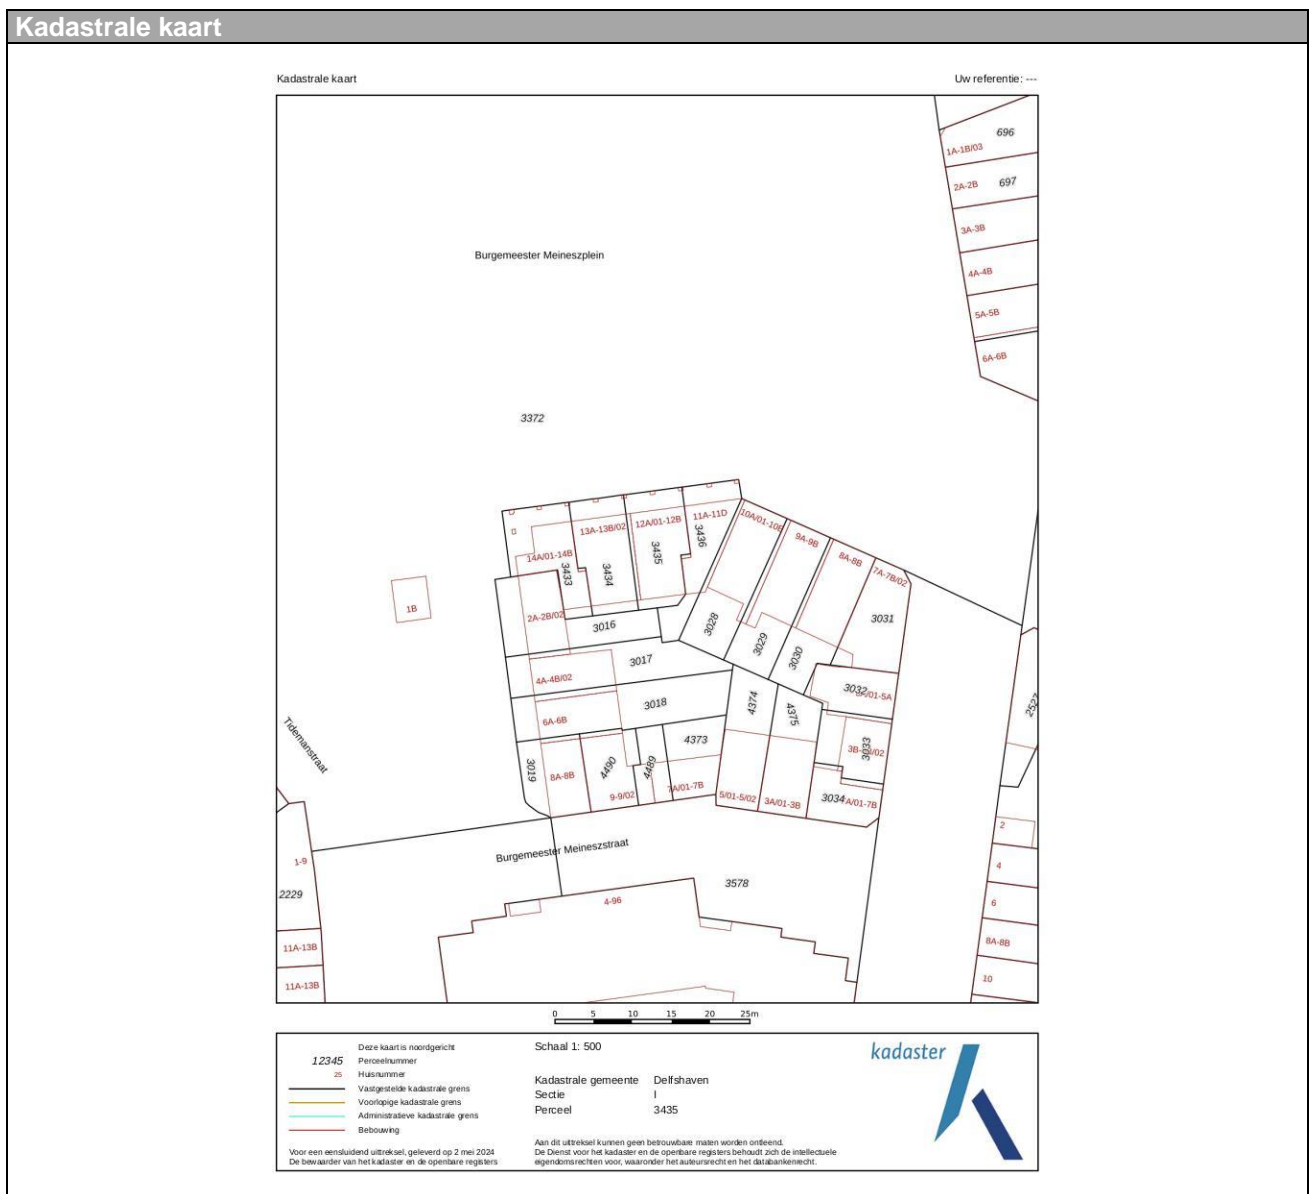 Kadastrale kaart
Kadastrale kaart
Uw referentie: ---
696
1A-1B/03
2A-2B
697
3A-3B
4A-4B
5A-5B
6A-6B
Burgemeester Meineszplein
3372
10A/01-10B
9A-9B
8A-8B
7A-7B/02
11A-11D
12A/01-12B
13A-13B/02
14A/01-14B
3436
3435
3434
3433
1B
2A-2B/02
3016
3028
3029
3030
3031
3017
4A-4B/02
3032
/01-5A
3018
6A-6B
4374
4375
2527
3033
3B-
/02
4373
3019
8A-8B
4490
4489
9-9/02
7A/01-7B
5/01-5/02
3A/01-3B
3034
A/01-7B
Tidemanstraat
Burgemeester Meineszstraat
3578
4-96
1-9
2229
11A-13B
11A-13B
2
4
6
8A-8B
10
0 5 10 15 20 25m
Deze kaart is noordgericht
12345 Perceelnummer
25 Huisnummer
Vastgestelde kadastrale grens
Voorlopige kadastrale grens
Administratieve kadastrale grens
Bebouwing
Voor een eensluidend uittreksel, geleverd op 2 mei 2024
De bewaarder van het kadaster en de openbare registers
Schaal 1: 500
Kadastrale gemeente Delfshaven
Sectie I
Perceel 3435
Aan dit uittreksel kunnen geen betrouwbare maten worden ontleend.
De Dienst voor het kadaster en de openbare registers behoudt zich de intellectuele
eigendomsrechten voor, waaronder het auteursrecht en het databankenrecht.
kadaster